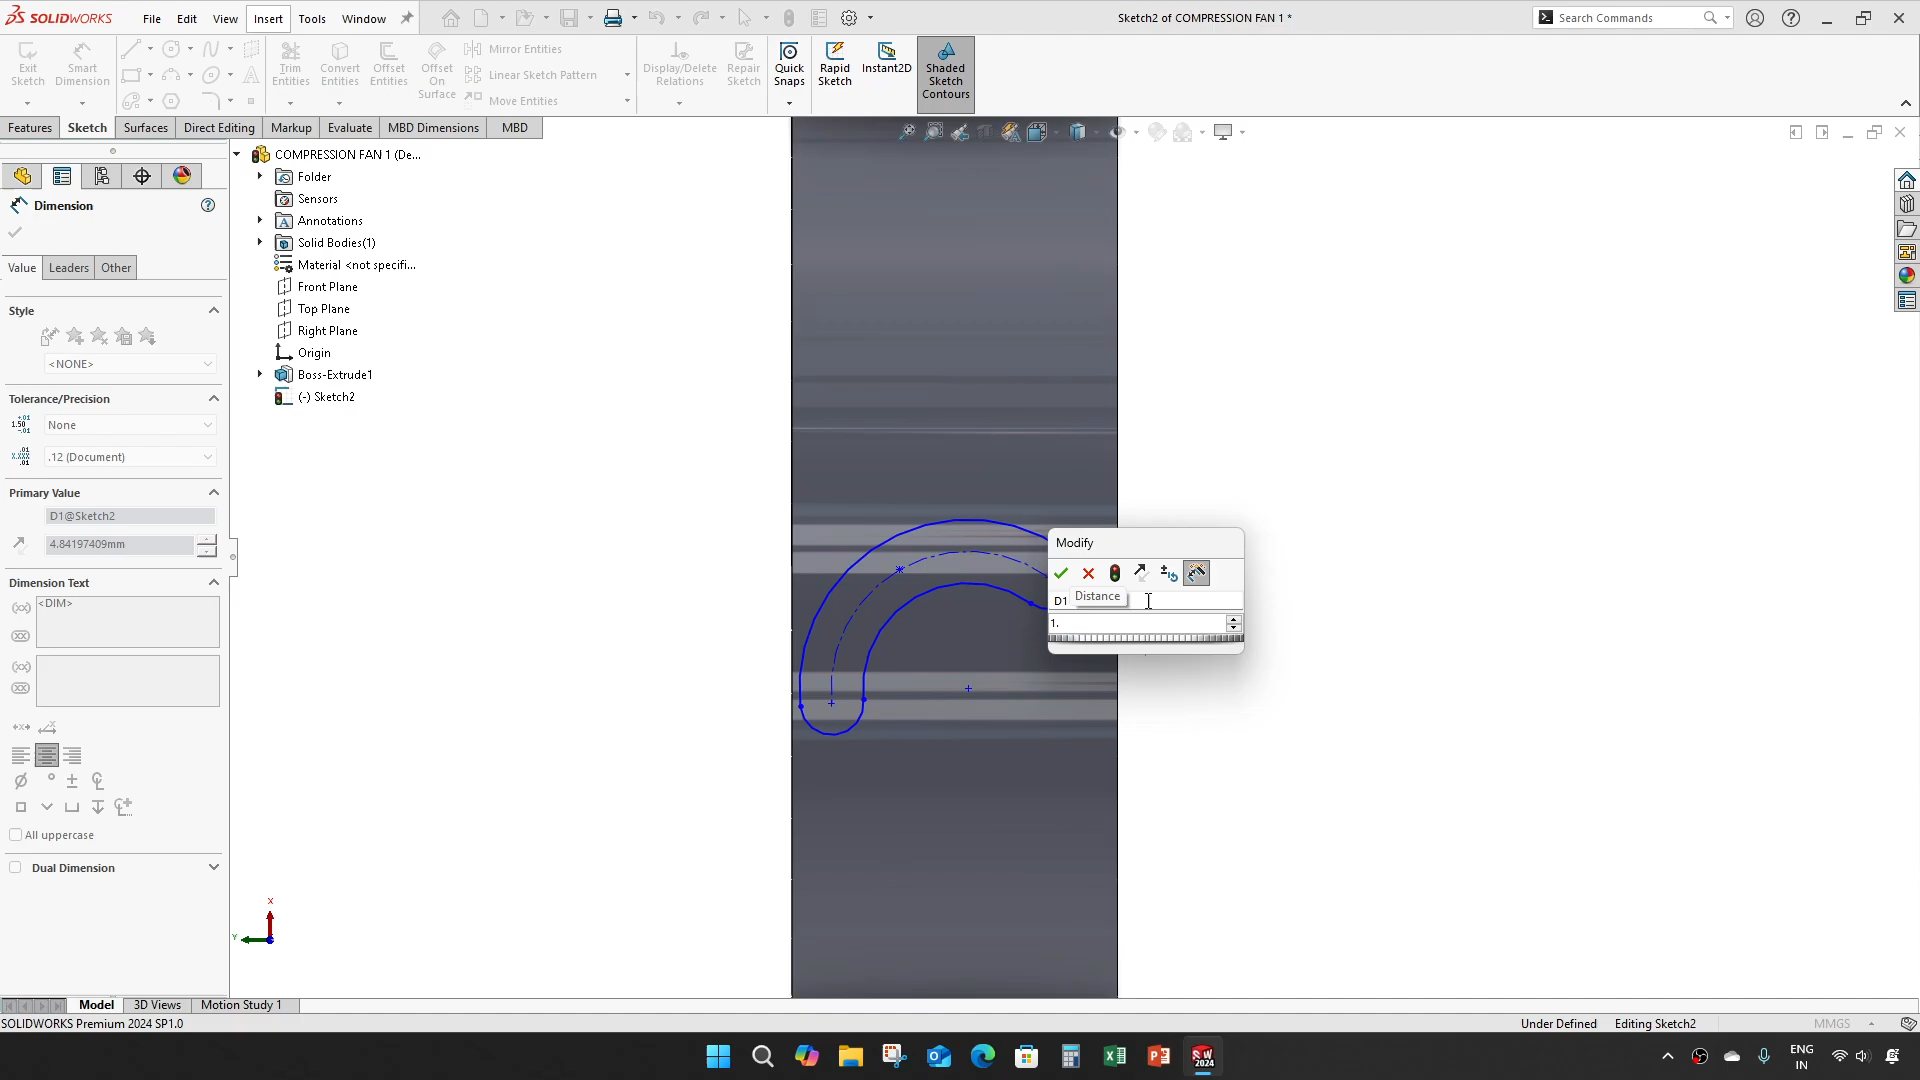 SOLIDWORKS
File
Edit
View
Insert
Tools
Window
Sketch2 of COMPRESSION FAN 1 *
Search Commands
Exit Sketch
Smart Dimension
Trim Entities
Convert Entities
Offset Entities
Offset On Surface
Mirror Entities
Linear Sketch Pattern
Move Entities
Display/Delete Relations
Repair Sketch
Quick Snaps
Rapid Sketch
Instant2D
Shaded Sketch Contours
Features
Sketch
Surfaces
Direct Editing
Markup
Evaluate
MBD Dimensions
MBD
Dimension
Value
Leaders
Other
Style
<NONE>
Tolerance/Precision
None
.12 (Document)
Primary Value
D1@Sketch2
4.84197409mm
Dimension Text
<DIM>
All uppercase
Dual Dimension
COMPRESSION FAN 1 (De...
Folder
Sensors
Annotations
Solid Bodies(1)
Material <not specifi...
Front Plane
Top Plane
Right Plane
Origin
Boss-Extrude1
(-) Sketch2
Modify
D1
Distance
1.
X
Y
Model
3D Views
Motion Study 1
SOLIDWORKS Premium 2024 SP1.0
Under Defined
Editing Sketch2
MMGS
ENG
IN